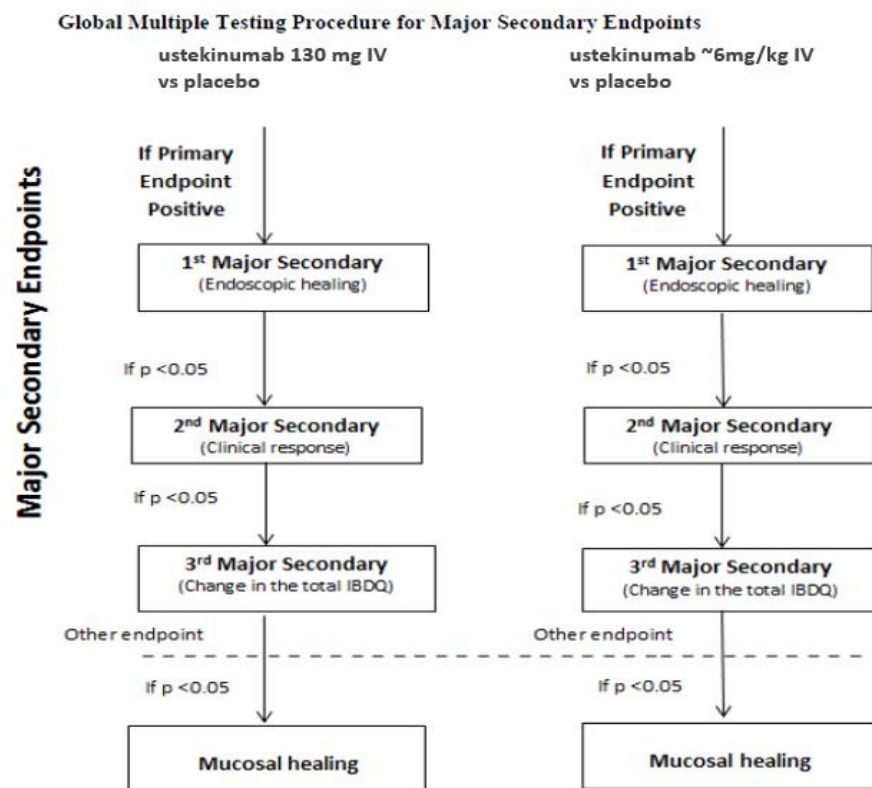 Global Multiple Testing Procedure for Major Secondary Endpoints
ustekinumab 130 mg IV
vs placebo
ustekinumab ~6mg/kg IV
vs placebo
Major Secondary Endpoints
If Primary
Endpoint
Positive
1st Major Secondary
(Endoscopic healing)
If p <0.05
2nd Major Secondary
(Clinical response)
If p <0.05
3rd Major Secondary
(Change in the total IBDQ)
Other endpoint
If p <0.05
Mucosal healing
If Primary
Endpoint
Positive
1st Major Secondary
(Endoscopic healing)
If p <0.05
2nd Major Secondary
(Clinical response)
If p <0.05
3rd Major Secondary
(Change in the total IBDQ)
Other endpoint
If p <0.05
Mucosal healing